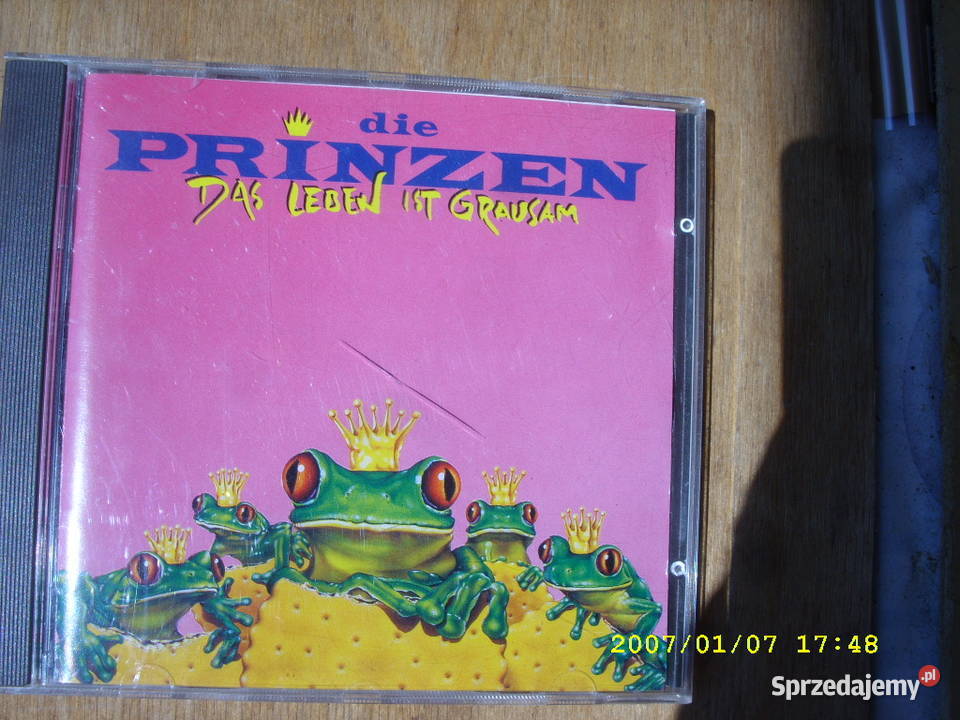 die
PRINZEN
DAS LEBEN IST GRAUSAM
2007/01/07 17:48
Sprzedajemy.pl